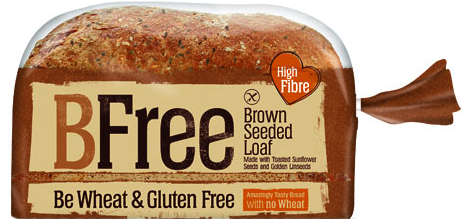 High
Fibre
BFree
Brown
Seeded
Loaf
Made with Toasted Sunflower
Seeds and Golden Linseeds
Be Wheat & Gluten Free
Amazingly Tasty Bread
with no Wheat